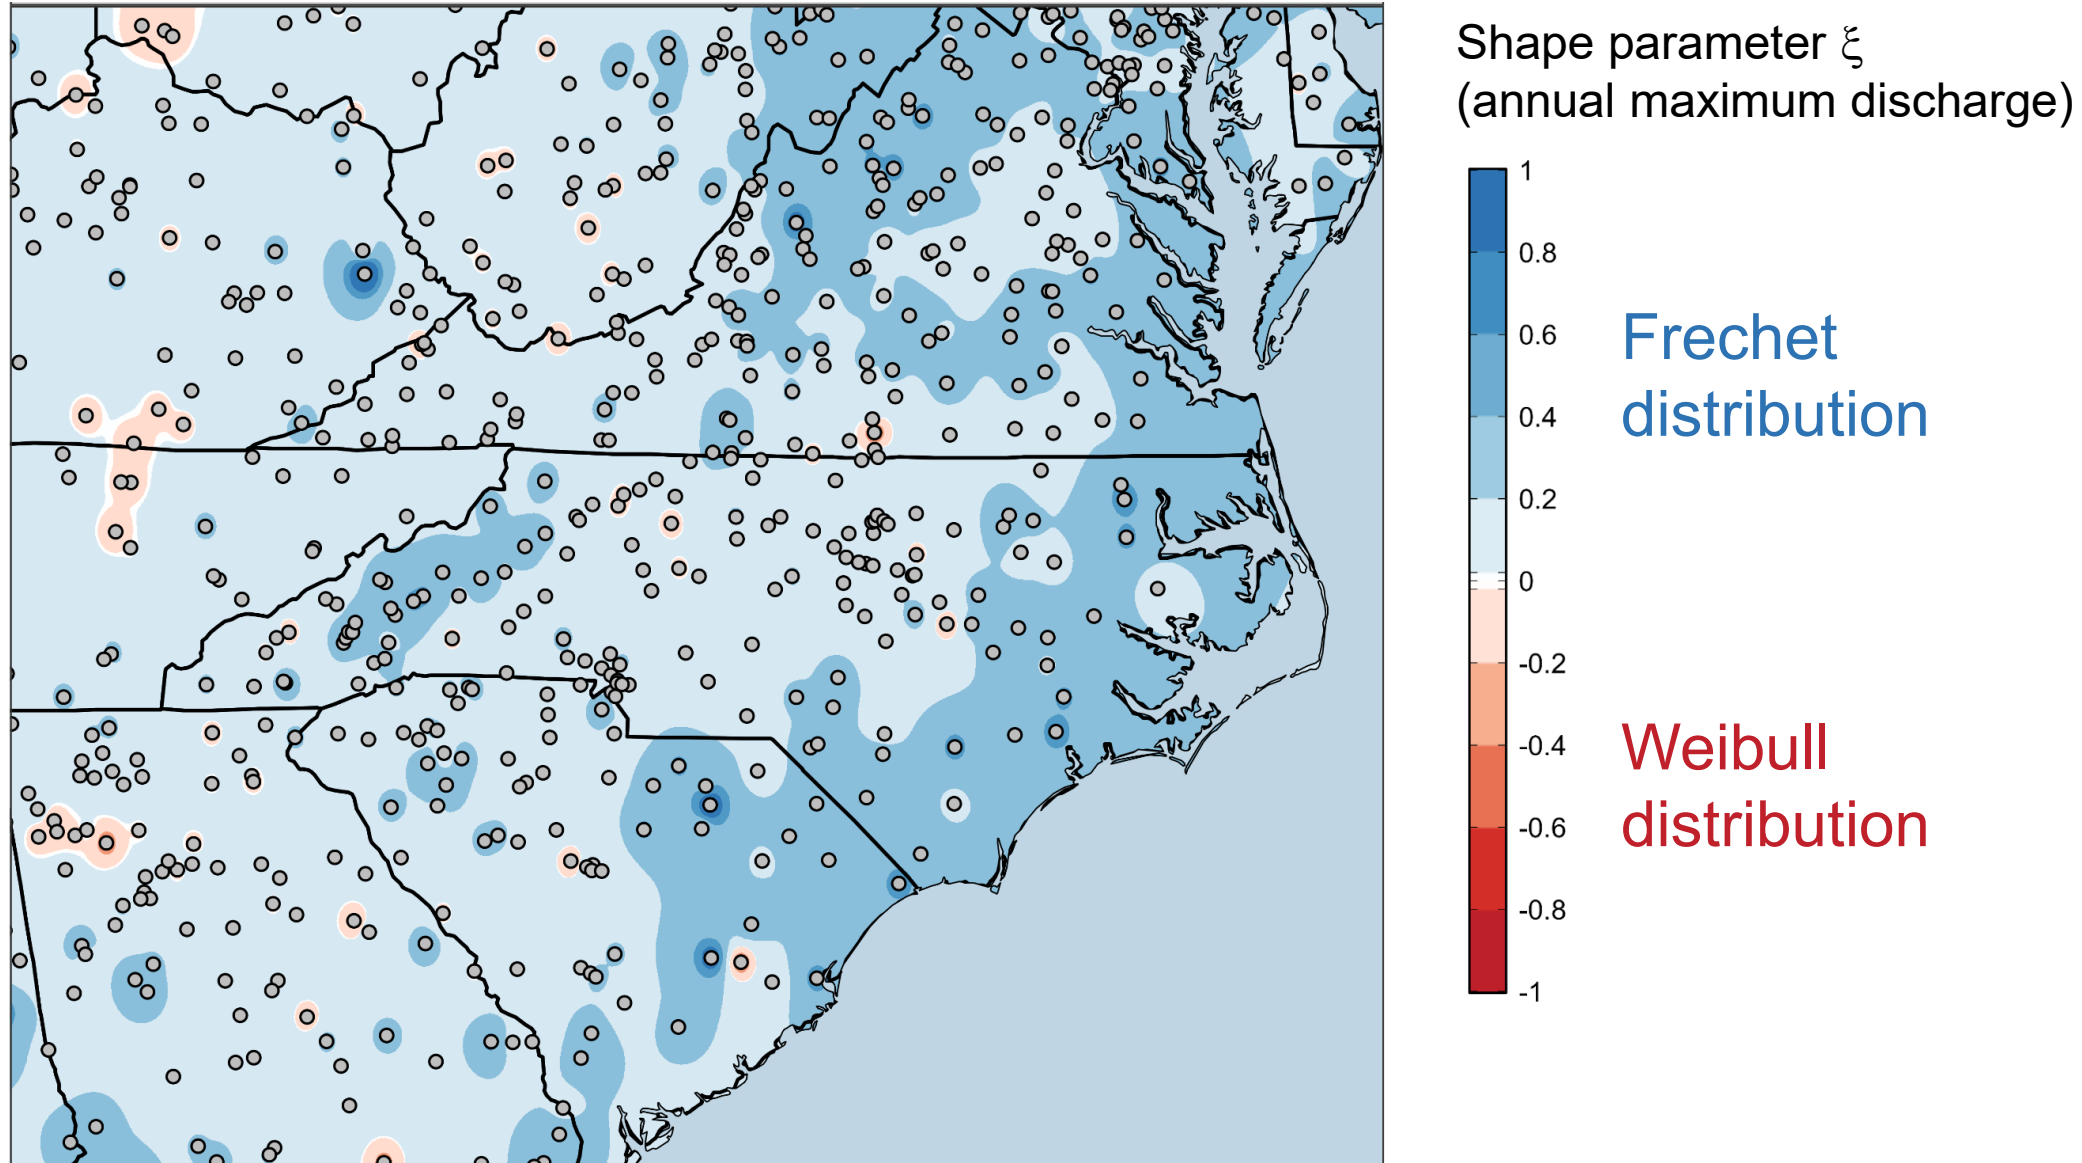 Shape parameter ξ
(annual maximum discharge)
1
0.8
0.6
0.4
0.2
0
-0.2
-0.4
-0.6
-0.8
-1
Frechet
distribution
Weibull
distribution